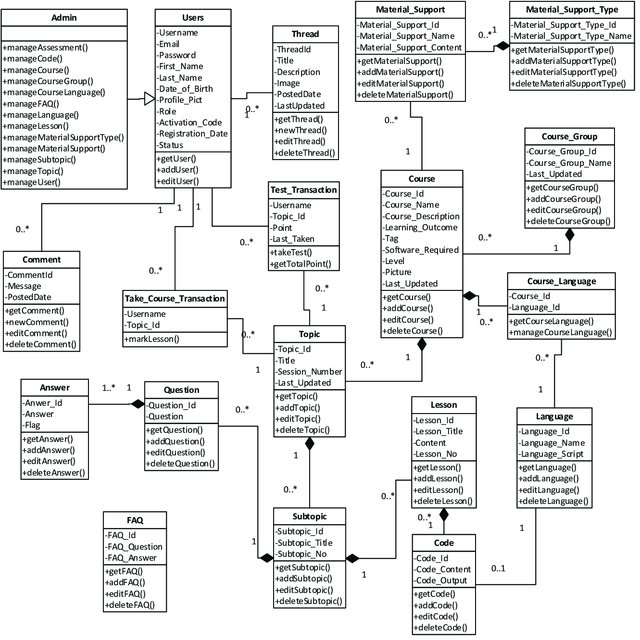 Admin
+manageAssessment()
+manageCode()
+manageCourse()
+manageCourseGroup()
+manageCourseLanguage()
+manageFAQ()
+manageLanguage()
+manageLesson()
+manageMaterialSupportType()
+manageMaterialSupport()
+manageSubtopic()
+manageTopic()
+manageUser()
Users
-Username
-Email
-Password
-First_Name
-Last_Name
-Date_of_Birth
-Profile_Pict
-Role
-Activation_Code
-Registration_Date
-Status
+getUser()
+addUser()
+editUser()
Thread
-ThreadId
-Title
-Description
-Image
-PostedDate
-LastUpdated
+getThread()
+newThread()
+editThread()
+deleteThread()
0..*
1
Material_Support
-Material_Support_Id
-Material_Support_Name
-Material_Support_Content
+getMaterialSupport()
+addMaterialSupport()
+editMaterialSupport()
+deleteMaterialSupport()
0..*
1
Material_Support_Type
-Material_Support_Type_Id
-Material_Support_Type_Name
+getMaterialSupportType()
+addMaterialSupportType()
+editMaterialSupportType()
+deleteMaterialSupportType()
0..*
1
Course_Group
-Course_Group_Id
-Course_Group_Name
-Last_Updated
+getCourseGroup()
+addCourseGroup()
+editCourseGroup()
+deleteCourseGroup()
0..*
1
Test_Transaction
-Username
-Topic_Id
-Point
-Last_Taken
+takeTest()
+getTotalPoint()
Course
-Course_Id
-Course_Name
-Course_Description
-Learning_Outcome
-Tag
-Software_Required
-Level
-Picture
-Last_Updated
+getCourse()
+addCourse()
+editCourse()
+deleteCourse()
1
1
1
0..*
0..*
0..*
Comment
-CommentId
-Message
-PostedDate
+getComment()
+newComment()
+editComment()
+deleteComment()
Take_Course_Transaction
-Username
-Topic_Id
+markLesson()
0..*
1
0..*
1
Course_Language
-Course_Id
-Language_Id
+getCourseLanguage()
+manageCourseLanguage()
1
0..*
Topic
-Topic_Id
-Title
-Session_Number
-Last_Updated
+getTopic()
+addTopic()
+editTopic()
+deleteTopic()
1
0..*
0..*
1
Answer
-Anwer_Id
-Answer
-Flag
+getAnswer()
+addAnswer()
+editAnswer()
+deleteAnswer()
1..*
1
Question
-Question_Id
-Question
+getQuestion()
+addQuestion()
+editQuestion()
+deleteQuestion()
0..*
1
Lesson
-Lesson_Id
-Lesson_Title
-Content
-Lesson_No
+getLesson()
+addLesson()
+editLesson()
+deleteLesson()
Language
-Language_Id
-Language_Name
-Language_Script
+getLanguage()
+addLanguage()
+editLanguage()
+deleteLanguage()
1
0..*
0..*
1
FAQ
-FAQ_Id
-FAQ_Question
-FAQ_Answer
+getFAQ()
+addFAQ()
+editFAQ()
+deleteFAQ()
Subtopic
-Subtopic_Id
-Subtopic_Title
-Subtopic_No
+getSubtopic()
+addSubtopic()
+editSubtopic()
+deleteSubtopic()
0..*
1
Code
-Code_Id
-Code_Content
-Code_Output
+getCode()
+addCode()
+editCode()
+deleteCode()
1
0..1